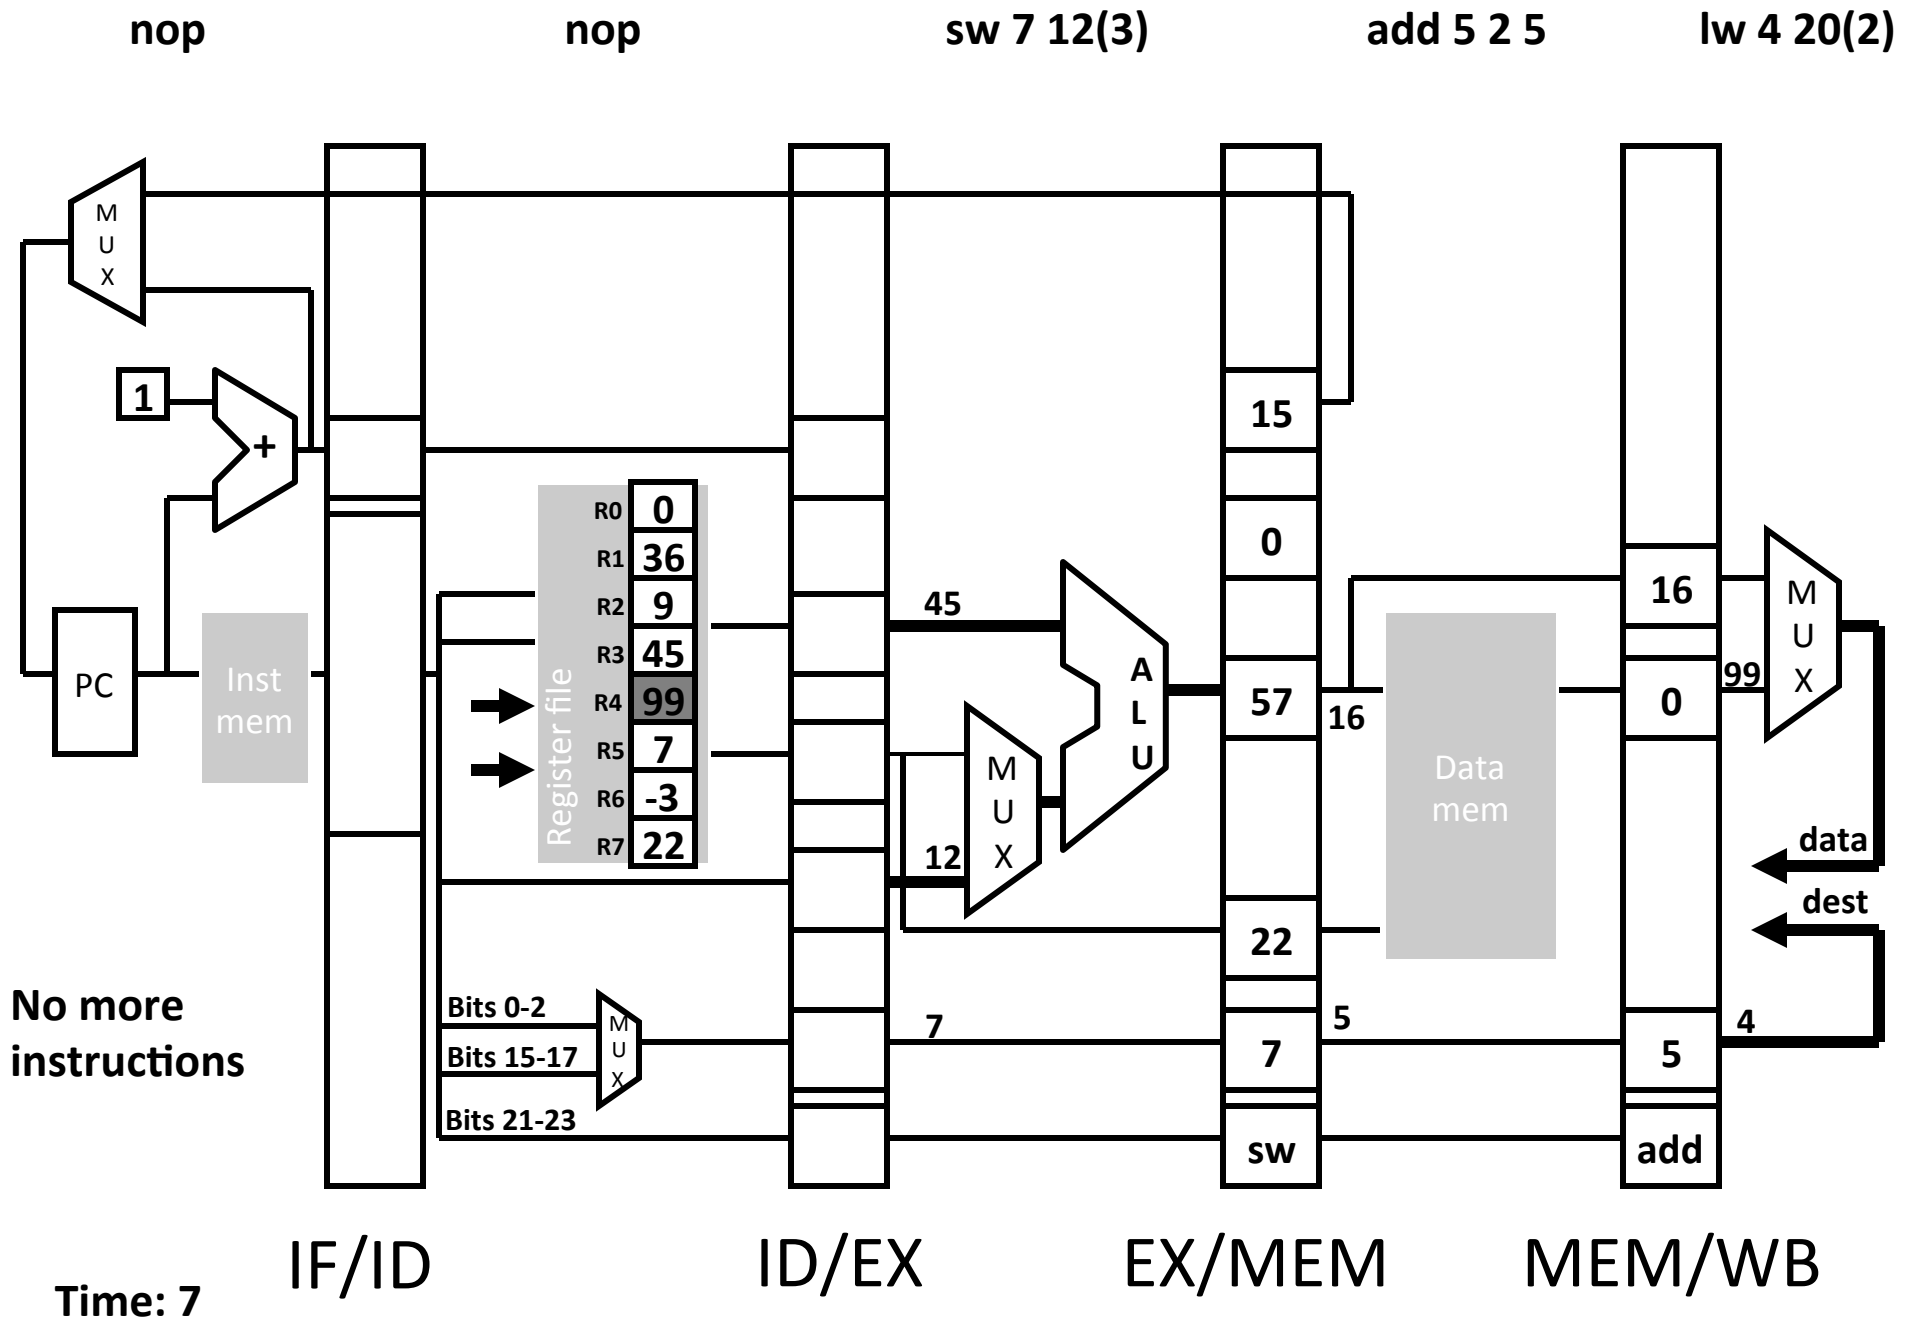 nop nop sw 7 12(3) add 5 2 5 lw 4 20(2)
M
U
X
1
+
PC
Inst
mem
Register file
R0 0
R1 36
R2 9
R3 45
R4 99
R5 7
R6 -3
R7 22
Bits 0-2
Bits 15-17
Bits 21-23
M
U
X
45
12
7
M
U
X
A
L
U
15
0
57
22
7
sw
16
5
Data
mem
16
0
5
add
99
4
M
U
X
data
dest
No more
instructions
IF/ID ID/EX EX/MEM MEM/WB
Time: 7